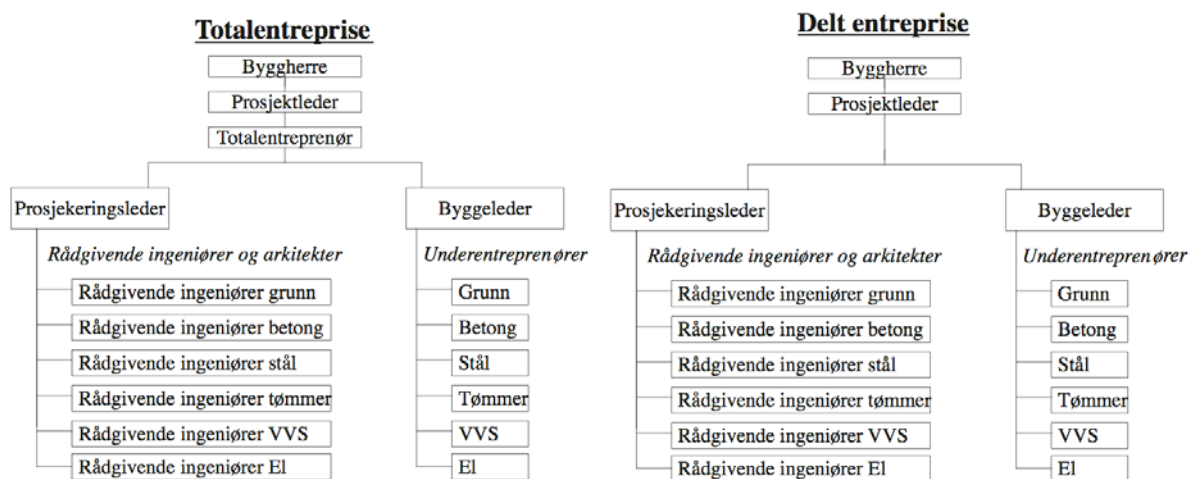 Totalentreprise
Byggherre
Prosjektleder
Totalentreprenør
Prosjekeringsleder
Byggeleder
Rådgivende ingeniører og arkitekter
Underentreprenører
Rådgivende ingeniører grunn
Grunn
Rådgivende ingeniører betong
Betong
Rådgivende ingeniører stål
Stål
Rådgivende ingeniører tømmer
Tømmer
Rådgivende ingeniører VVS
VVS
Rådgivende ingeniører El
El
Delt entreprise
Byggherre
Prosjektleder
Prosjekeringsleder
Byggeleder
Rådgivende ingeniører og arkitekter
Underentreprenører
Rådgivende ingeniører grunn
Grunn
Rådgivende ingeniører betong
Betong
Rådgivende ingeniører stål
Stål
Rådgivende ingeniører tømmer
Tømmer
Rådgivende ingeniører VVS
VVS
Rådgivende ingeniører El
El